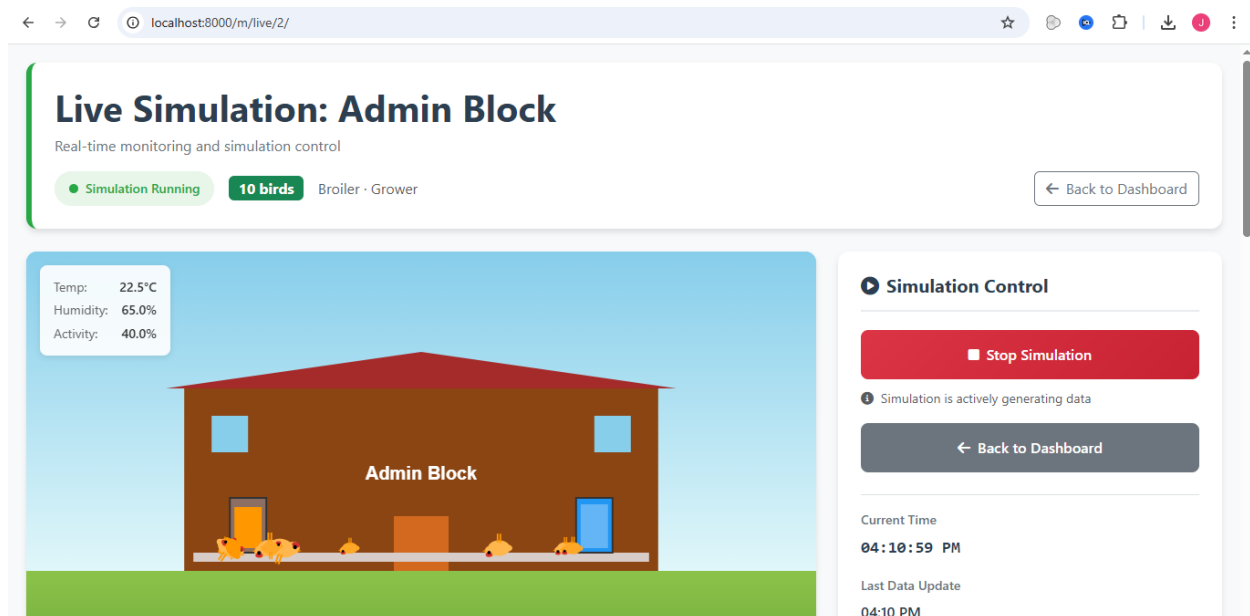 localhost:8000/m/live/2/
J
Live Simulation: Admin Block
Real-time monitoring and simulation control
Simulation Running
10 birds
Broiler · Grower
← Back to Dashboard
Temp: 22.5°C
Humidity: 65.0%
Activity: 40.0%
Admin Block
Simulation Control
Stop Simulation
Simulation is actively generating data
← Back to Dashboard
Current Time
04:10:59 PM
Last Data Update
04:10 PM